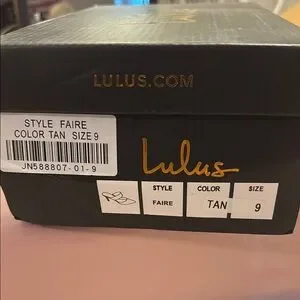 LULUS.COM
STYLE FAIRE
COLOR TAN SIZE 9
JN588807-01-9
Lulus
STYLE COLOR SIZE
FAIRE TAN 9